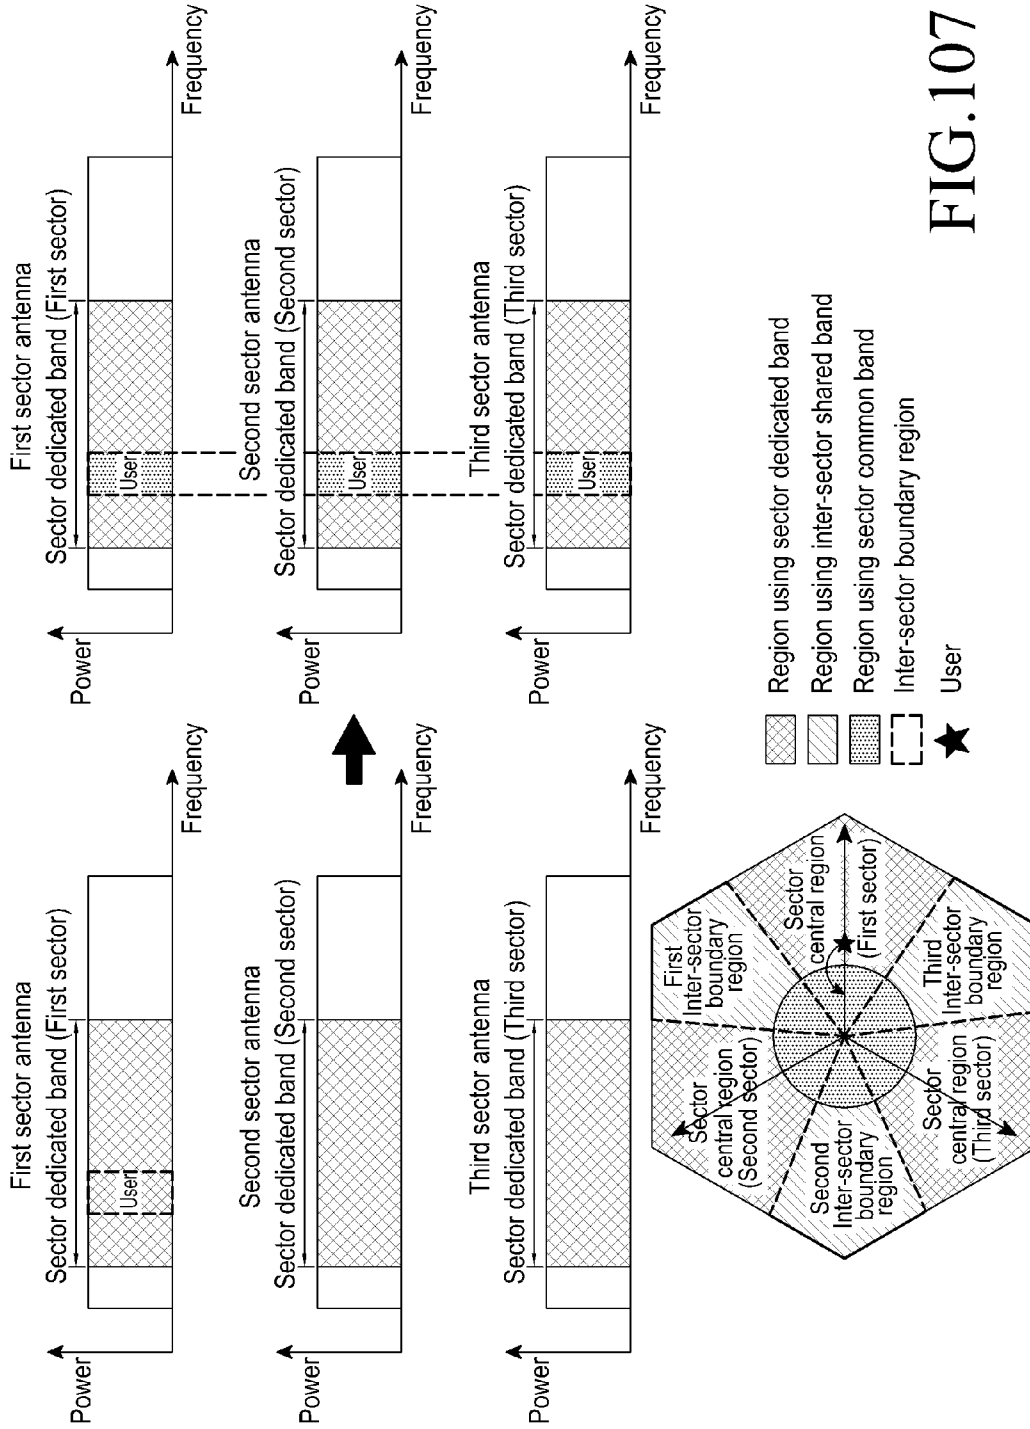 First sector antenna
Sector dedicated band (First sector)
Power
User
Frequency
Second sector antenna
Sector dedicated band (Second sector)
Power
Frequency
Third sector antenna
Sector dedicated band (Third sector)
Power
Frequency
First sector antenna
Sector dedicated band (First sector)
Power
User
Frequency
Second sector antenna
Sector dedicated band (Second sector)
Power
User
Frequency
Third sector antenna
Sector dedicated band (Third sector)
Power
User
Frequency
First
Inter-sector
boundary
region
Sector
central region
(First sector)
Sector
central region
(Second sector)
Second
Inter-sector
boundary
region
Sector
central region
(Third sector)
Third
Inter-sector
boundary
region
Region using sector dedicated band
Region using inter-sector shared band
Region using sector common band
Inter-sector boundary region
User
FIG.107